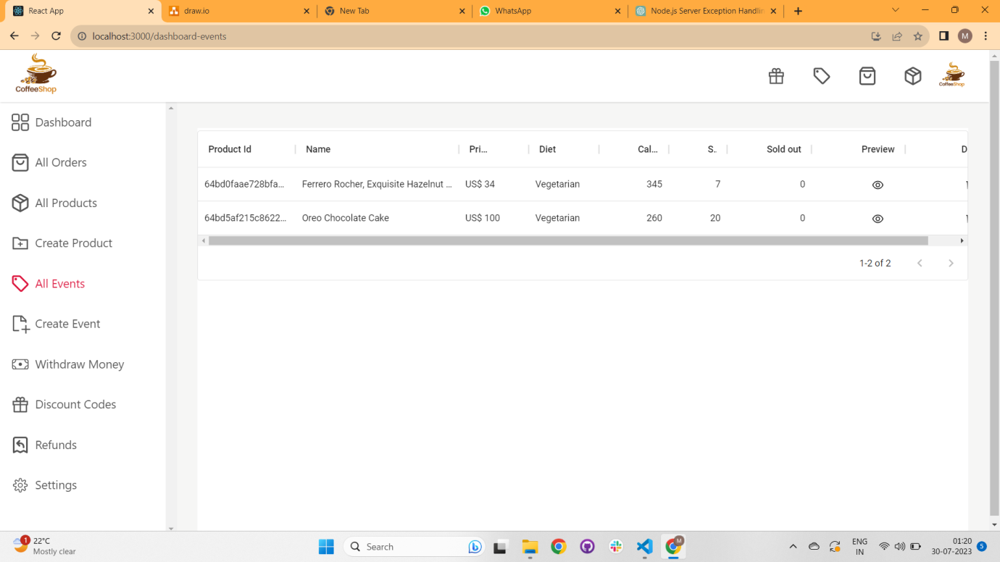 React App
draw.io
New Tab
WhatsApp
Node.js Server Exception Handlin
localhost:3000/dashboard-events
M
CoffeeShop
CoffeeShop
Dashboard
All Orders
All Products
Create Product
All Events
Create Event
Withdraw Money
Discount Codes
Refunds
Settings
Product Id Name Pri... Diet Cal... S.. Sold out Preview D
64bd0faae728bfa... Ferrero Rocher, Exquisite Hazelnut ... US$ 34 Vegetarian 345 7 0
64bd5af215c8622... Oreo Chocolate Cake US$ 100 Vegetarian 260 20 0
1-2 of 2
1
22°C
Mostly clear
Search
M
ENG
IN
01:20
30-07-2023
5